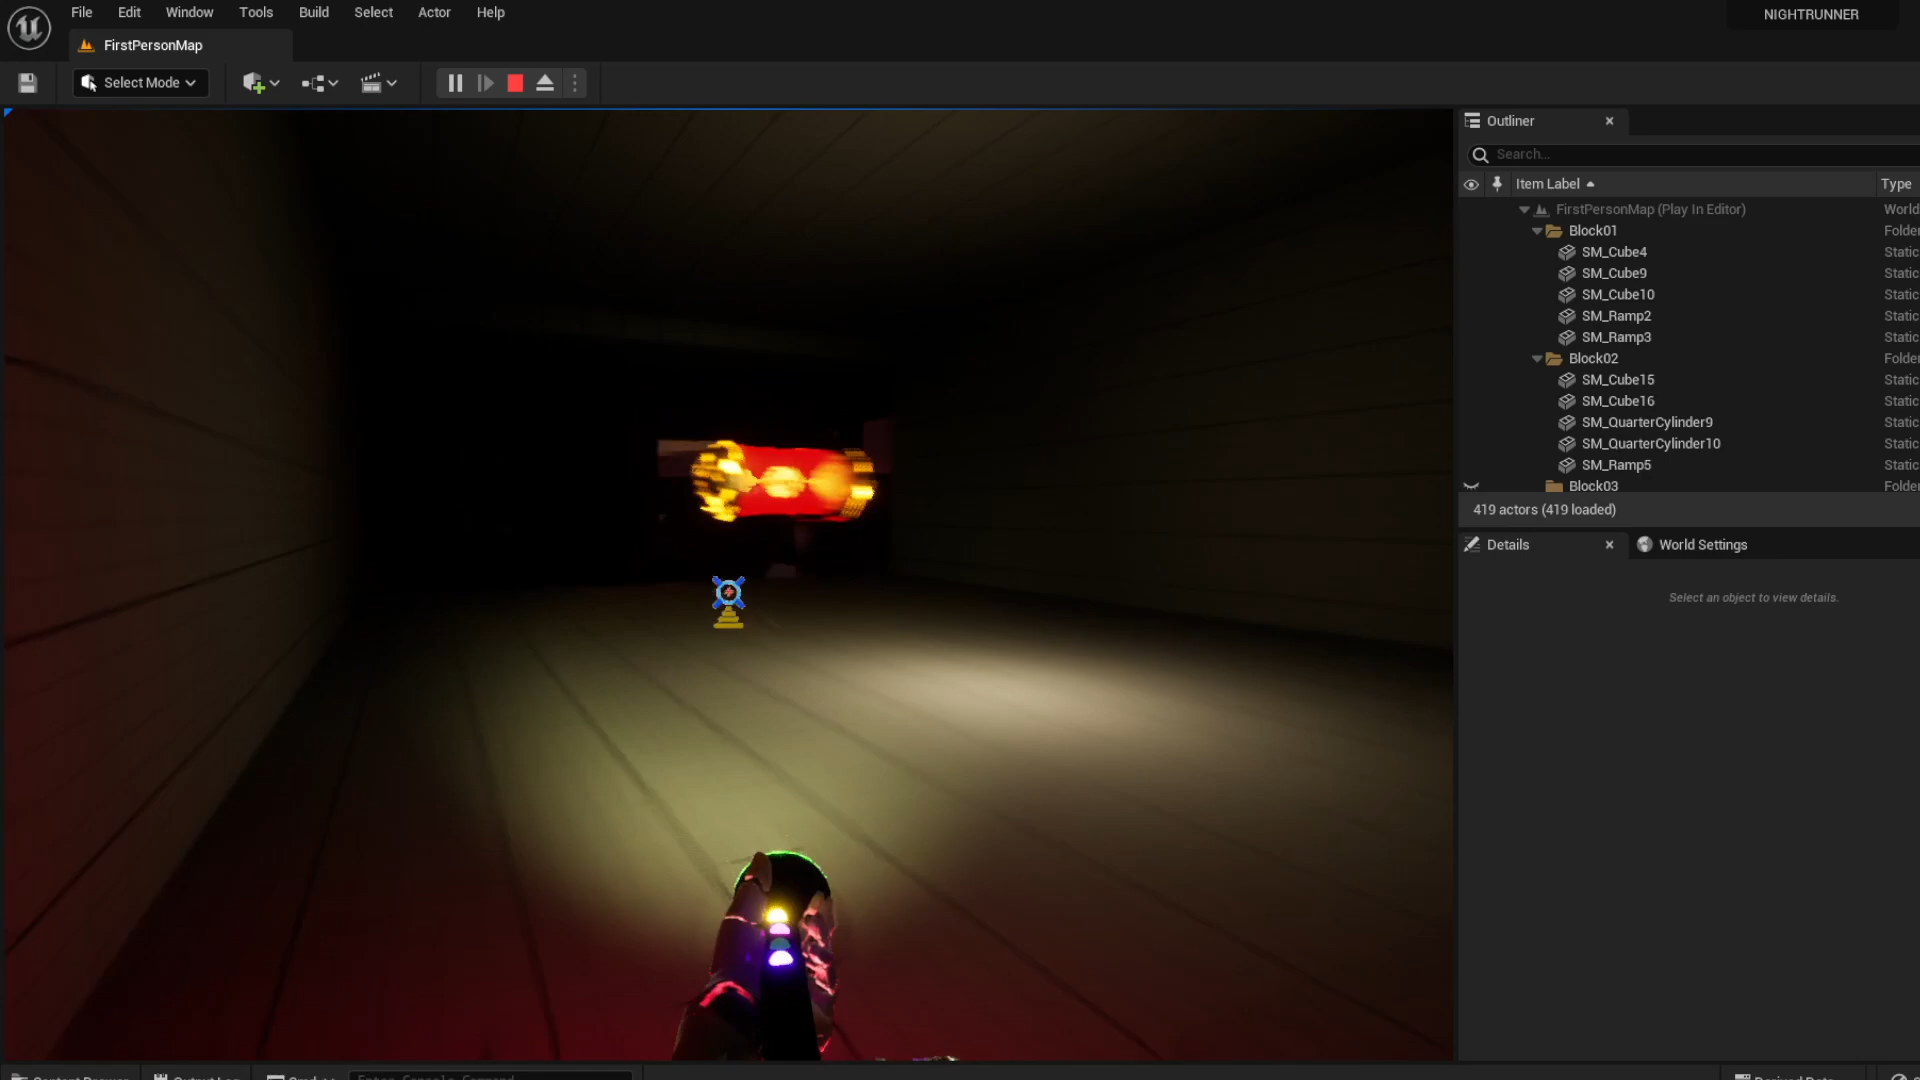 File Edit Window Tools Build Select Actor Help
NIGHTRUNNER
FirstPersonMap
Select Mode
Outliner
Search...
Item Label Type
FirstPersonMap (Play In Editor) World
Block01 Folder
SM_Cube4 Static
SM_Cube9 Static
SM_Cube10 Static
SM_Ramp2 Static
SM_Ramp3 Static
Block02 Folder
SM_Cube15 Static
SM_Cube16 Static
SM_QuarterCylinder9 Static
SM_QuarterCylinder10 Static
SM_Ramp5 Static
Block03 Folder
419 actors (419 loaded)
Details World Settings
Select an object to view details.